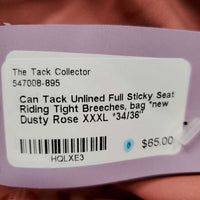 The Tack Collector
547008-895
Can Tack Unlined Full Sticky Seat
Riding Tight Breeches, bag *new
Dusty Rose XXXL *34/36"
$65.00
HQLXE3